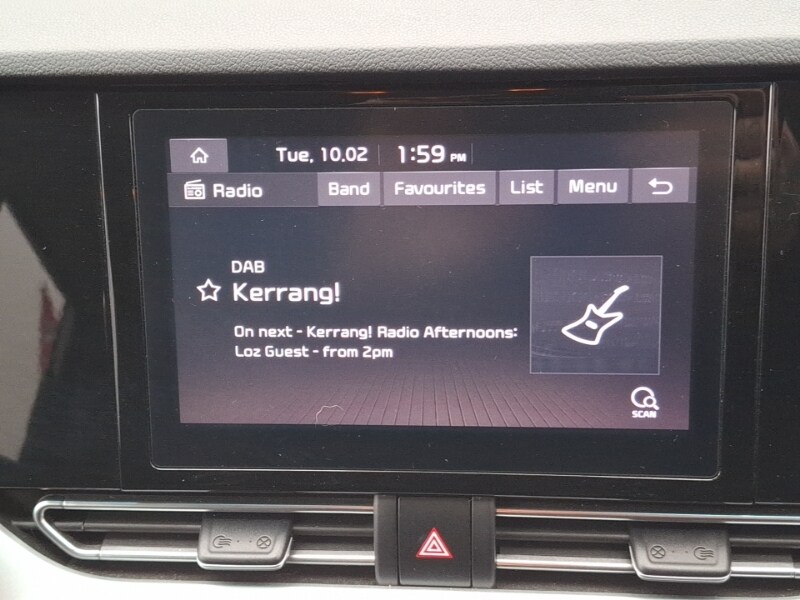 Tue, 10.02 1:59 PM
Radio Band Favourites List Menu
DAB
Kerrang!
On next - Kerrang! Radio Afternoons:
Loz Guest - from 2pm
SCAN